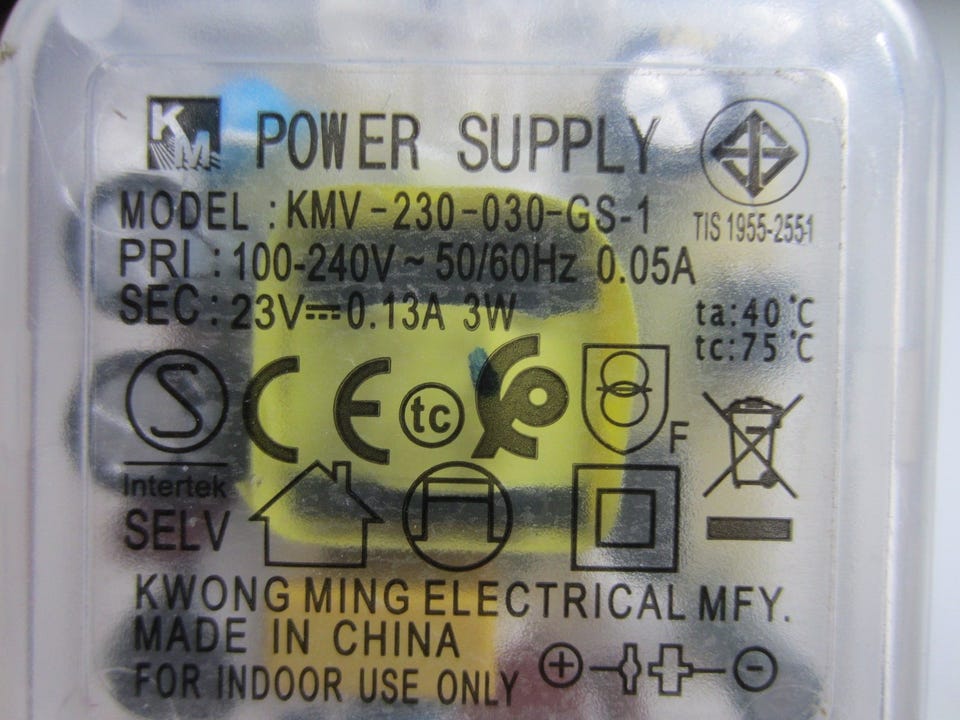 KM POWER SUPPLY
MODEL : KMV-230-030-GS-1
TIS 1955-2551
PRI : 100-240V ~ 50/60Hz 0.05A
SEC : 23V⎓0.13A 3W
ta:40°C
tc:75°C
S CE tc
F
Intertek
SELV
KWONG MING ELECTRICAL MFY.
MADE IN CHINA
FOR INDOOR USE ONLY
+ -